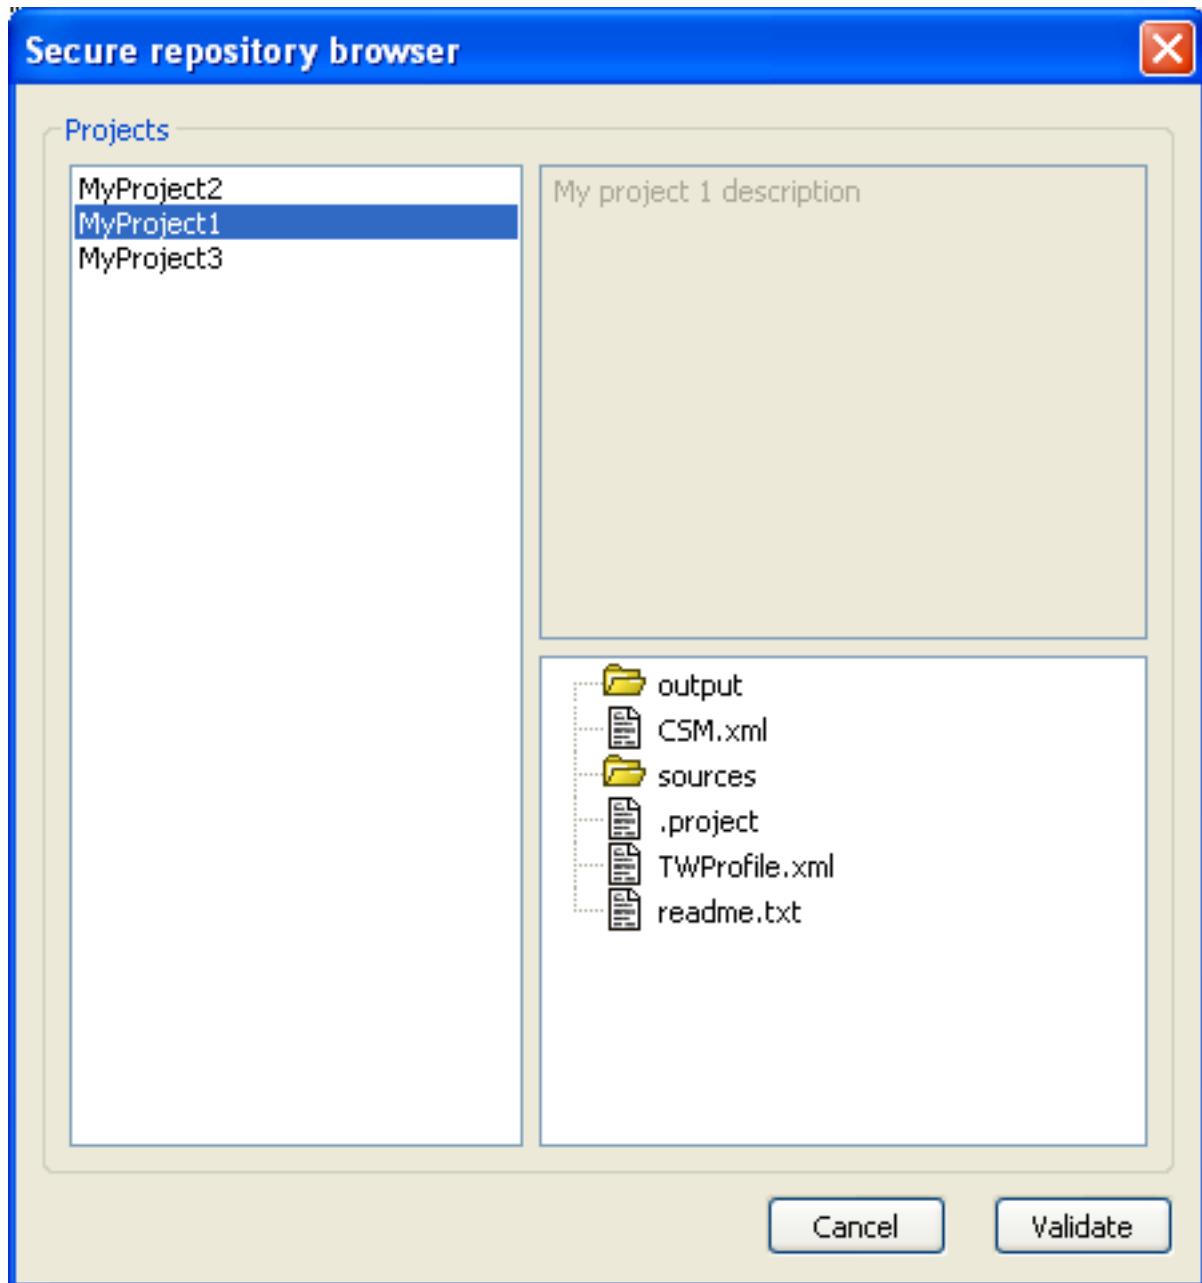 Secure repository browser
Projects
MyProject2
MyProject1
MyProject3
My project 1 description
output
CSM.xml
sources
.project
TWProfile.xml
readme.txt
Cancel
Validate